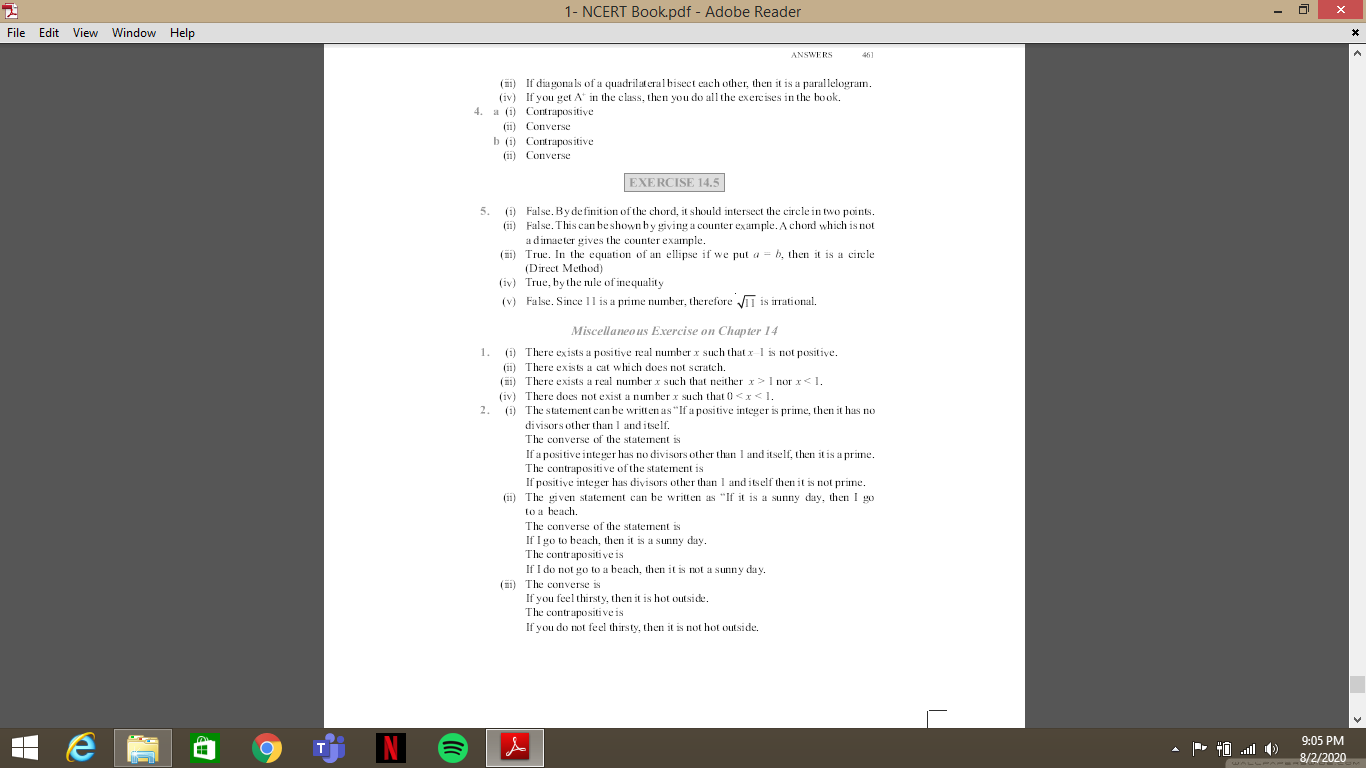 1- NCERT Book.pdf - Adobe Reader
File Edit View Window Help
ANSWERS 461
(iii) If diagonals of a quadrilateral bisect each other, then it is a parallelogram.
(iv) If you get A+ in the class, then you do all the exercises in the book.
4. a (i) Contrapositive
(ii) Converse
b (i) Contrapositive
(ii) Converse
EXERCISE 14.5
5. (i) False. By definition of the chord, it should intersect the circle in two points.
(ii) False. This can be shown by giving a counter example. A chord which is not
a dimaeter gives the counter example.
(iii) True. In the equation of an ellipse if we put a = b, then it is a circle
(Direct Method)
(iv) True, by the rule of inequality
(v) False. Since 11 is a prime number, therefore √11 is irrational.
Miscellaneous Exercise on Chapter 14
1. (i) There exists a positive real number x such that x 1 is not positive.
(ii) There exists a cat which does not scratch.
(iii) There exists a real number x such that neither x > 1 nor x < 1.
(iv) There does not exist a number x such that 0 < x < 1.
2. (i) The statement can be written as “If a positive integer is prime, then it has no
divisors other than 1 and itself.
The converse of the statement is
If a positive integer has no divisors other than 1 and itself, then it is a prime.
The contrapositive of the statement is
If positive integer has divisors other than 1 and itself then it is not prime.
(ii) The given statement can be written as “If it is a sunny day, then I go
to a beach.
The converse of the statement is
If I go to beach, then it is a sunny day.
The contrapositive is
If I do not go to a beach, then it is not a sunny day.
(iii) The converse is
If you feel thirsty, then it is hot outside.
The contrapositive is
If you do not feel thirsty, then it is not hot outside.
9:05 PM
8/2/2020